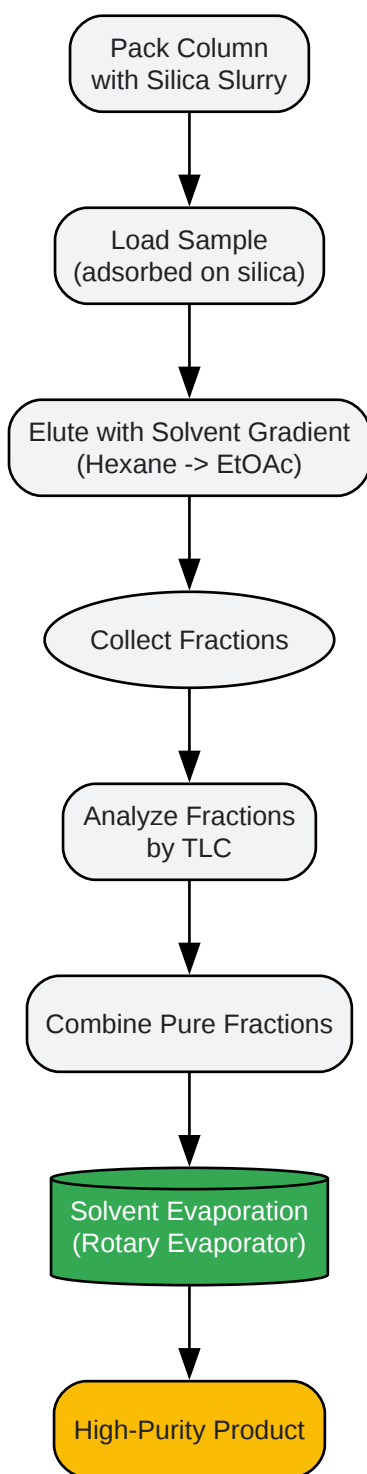 Pack Column
with Silica Slurry
Load Sample
(adsorbed on silica)
Elute with Solvent Gradient
(Hexane -> EtOAc)
Collect Fractions
Analyze Fractions
by TLC
Combine Pure Fractions
Solvent Evaporation
(Rotary Evaporator)
High-Purity Product